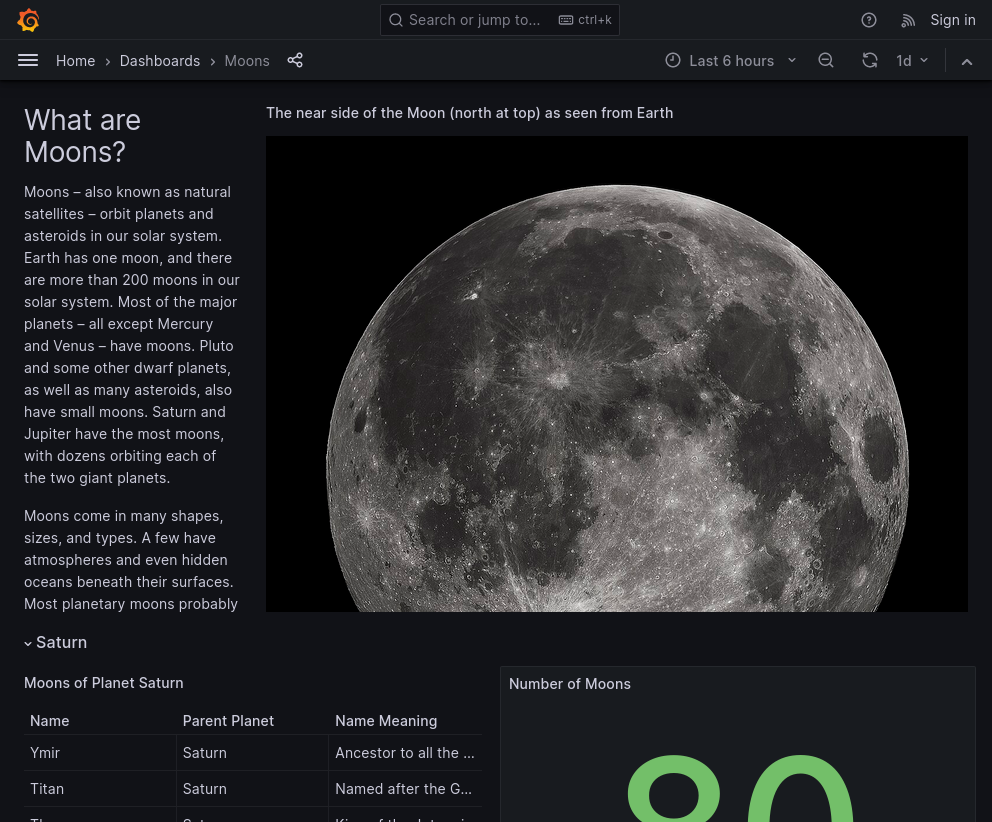 Search or jump to...
ctrl+k
Sign in
Home › Dashboards › Moons
Last 6 hours
1d
What are
Moons?
Moons – also known as natural
satellites – orbit planets and
asteroids in our solar system.
Earth has one moon, and there
are more than 200 moons in our
solar system. Most of the major
planets – all except Mercury
and Venus – have moons. Pluto
and some other dwarf planets,
as well as many asteroids, also
have small moons. Saturn and
Jupiter have the most moons,
with dozens orbiting each of
the two giant planets.
Moons come in many shapes,
sizes, and types. A few have
atmospheres and even hidden
oceans beneath their surfaces.
Most planetary moons probably
The near side of the Moon (north at top) as seen from Earth
Saturn
Moons of Planet Saturn
Name Parent Planet Name Meaning
Ymir Saturn Ancestor to all the ...
Titan Saturn Named after the G...
Number of Moons
80